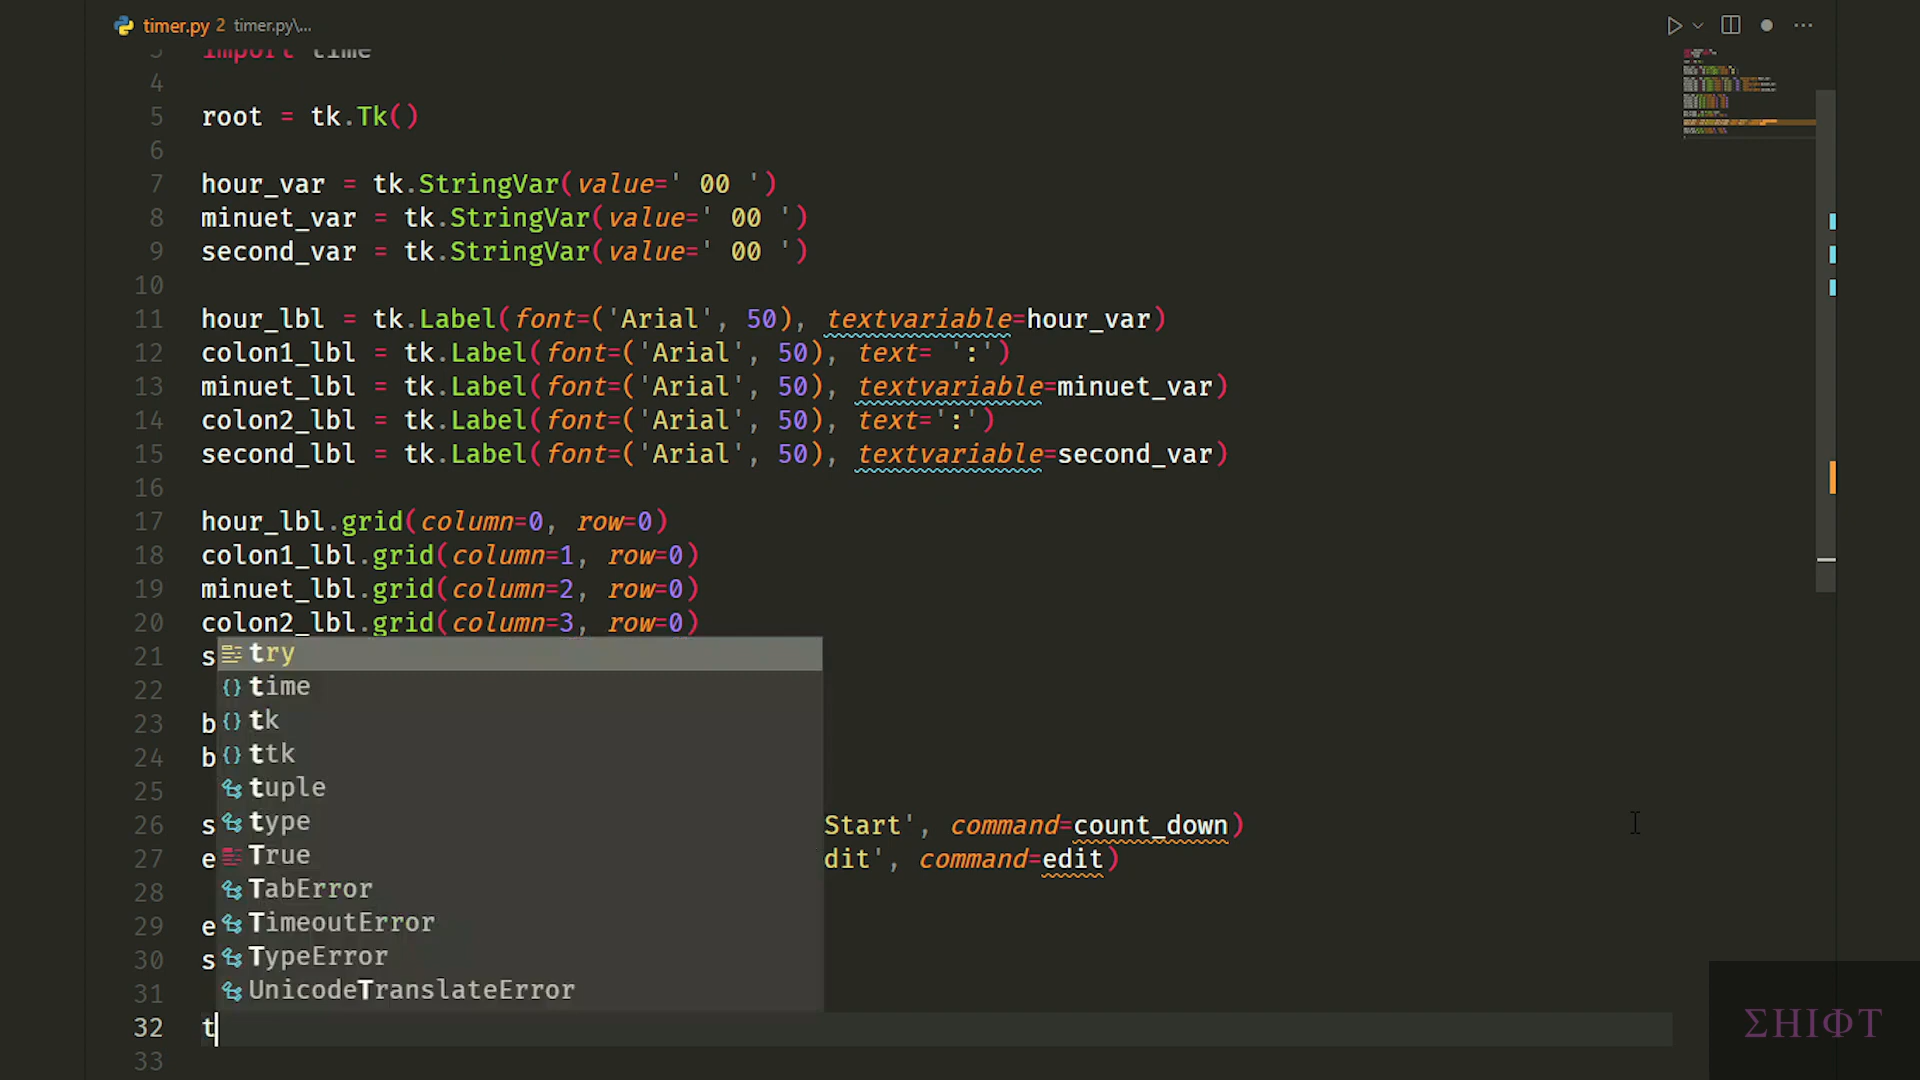 timer.py 2 timer.py\...
3 import time
4
5 root = tk.Tk()
6
7 hour_var = tk.StringVar(value=' 00 ')
8 minuet_var = tk.StringVar(value=' 00 ')
9 second_var = tk.StringVar(value=' 00 ')
10
11 hour_lbl = tk.Label(font=('Arial', 50), textvariable=hour_var)
12 colon1_lbl = tk.Label(font=('Arial', 50), text= ':')
13 minuet_lbl = tk.Label(font=('Arial', 50), textvariable=minuet_var)
14 colon2_lbl = tk.Label(font=('Arial', 50), text=':')
15 second_lbl = tk.Label(font=('Arial', 50), textvariable=second_var)
16
17 hour_lbl.grid(column=0, row=0)
18 colon1_lbl.grid(column=1, row=0)
19 minuet_lbl.grid(column=2, row=0)
20 colon2_lbl.grid(column=3, row=0)
21 s try
22 {} time
23 b {} tk
24 b {} ttk
25 tuple
26 s type Start', command=count_down)
27 e True dit', command=edit)
28 TabError
29 e TimeoutError
30 s TypeError
31 UnicodeTranslateError
32 t
33
ΣHIΦT